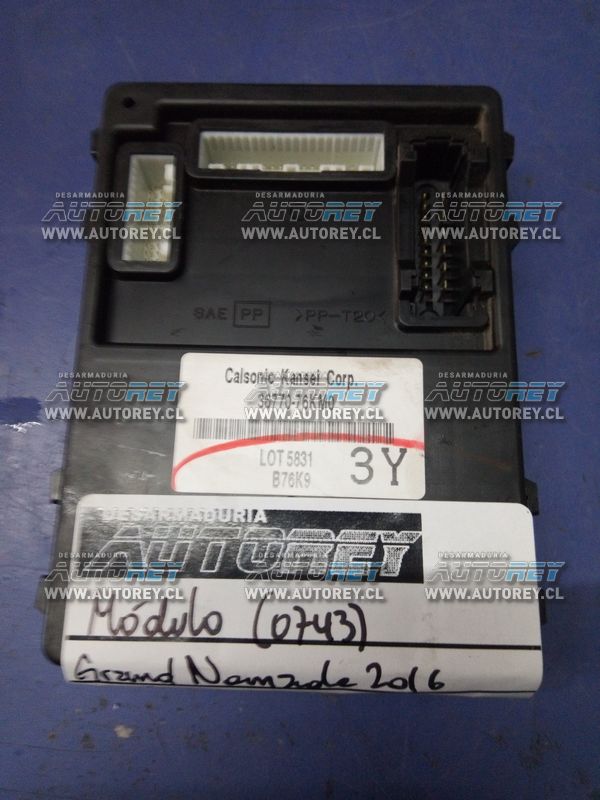 SAE PP >PP-T20<
Calsonic Kansei Corp.
LOT 5831 3Y
B76K9
DESARMADURIA
AUTOREY
Módulo (0743)
Grand Nomade 2016
DESARMADURIA AUTOREY
WWW.AUTOREY.CL